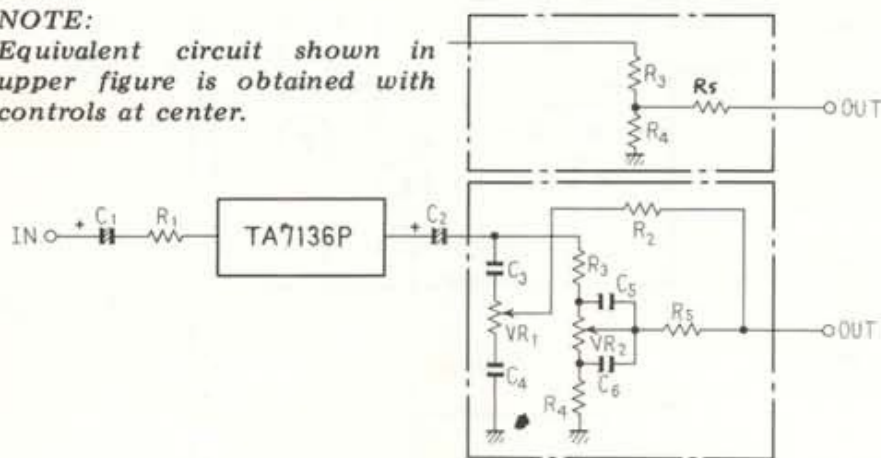 NOTE:
Equivalent circuit shown in
upper figure is obtained with
controls at center.
R3
R5
R4
OUT
IN
+
C1
R1
TA7136P
+
C2
R2
C3
R3
C5
VR1
VR2
R5
OUT
C4
C6
R4